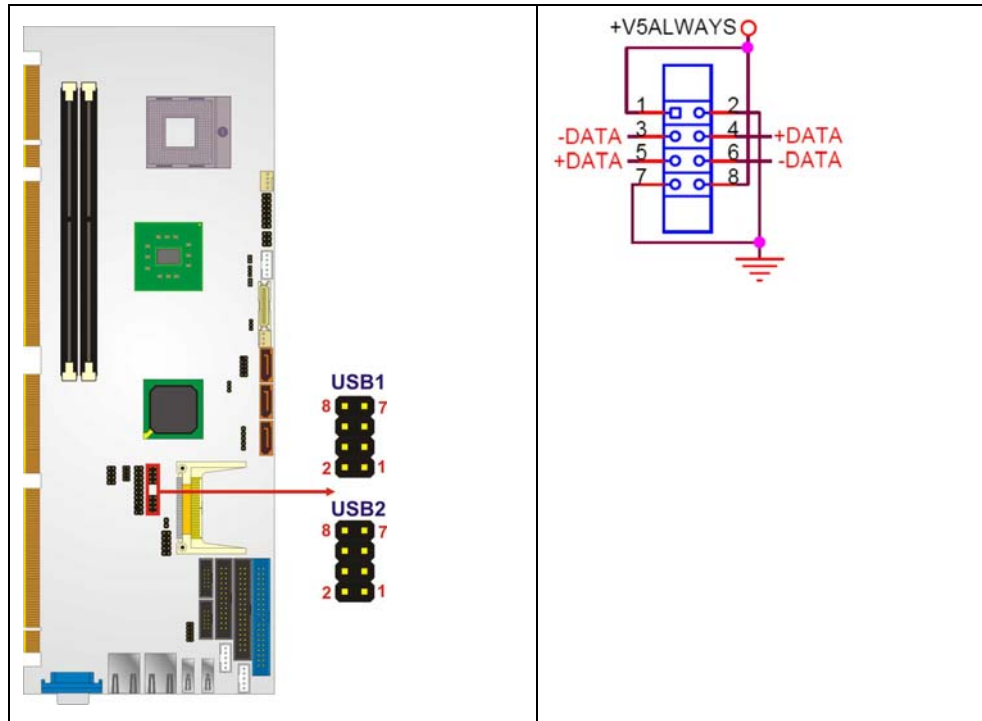 USB1
8 7
2 1
USB2
8 7
2 1
+V5ALWAYS
1 2
-DATA 3 4 +DATA
+DATA 5 6 -DATA
7 8